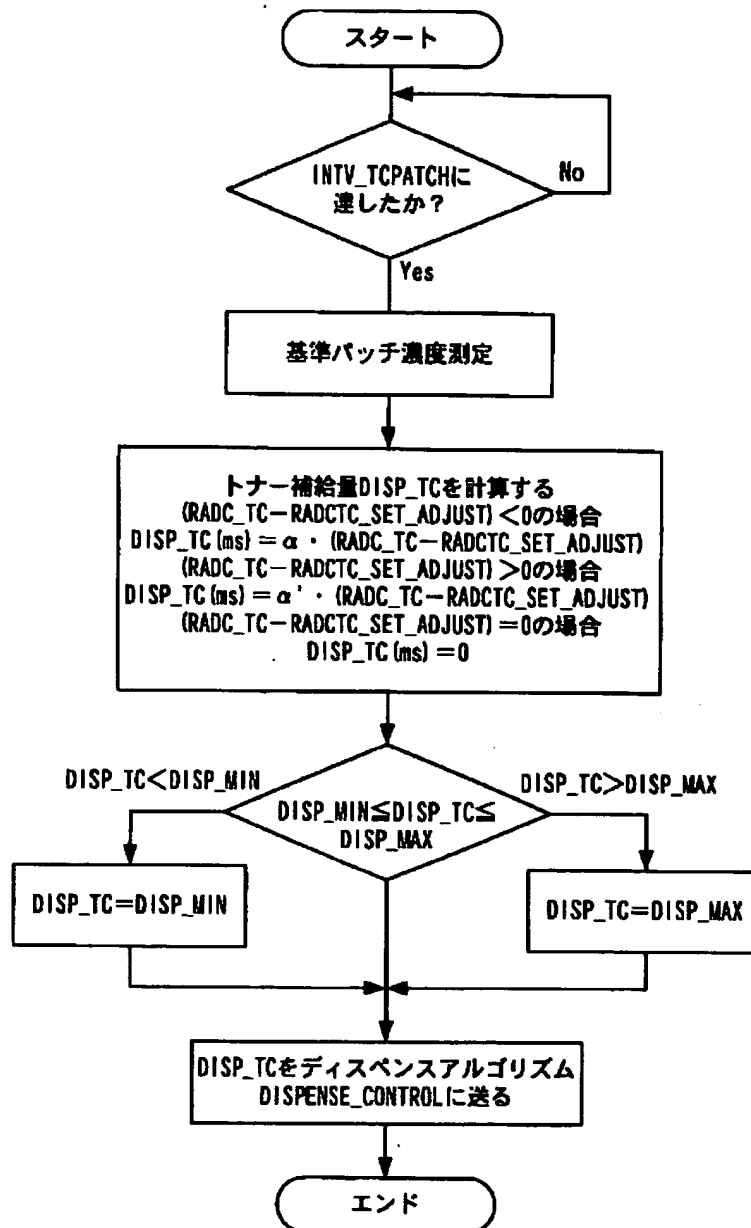 スタート
INTV_TCPATCHに
達したか？
No
Yes
基準パッチ濃度測定
トナー補給量DISP_TCを計算する
(RADC_TC－RADCTC_SET_ADJUST)＜0の場合
DISP_TC(ms)＝α・(RADC_TC－RADCTC_SET_ADJUST)
(RADC_TC－RADCTC_SET_ADJUST)＞0の場合
DISP_TC(ms)＝α'・(RADC_TC－RADCTC_SET_ADJUST)
(RADC_TC－RADCTC_SET_ADJUST)＝0の場合
DISP_TC(ms)＝0
DISP_TC＜DISP_MIN
DISP_TC＞DISP_MAX
DISP_MIN≦DISP_TC≦
DISP_MAX
DISP_TC＝DISP_MIN
DISP_TC＝DISP_MAX
DISP_TCをディスペンスアルゴリズム
DISPENSE_CONTROLに送る
エンド